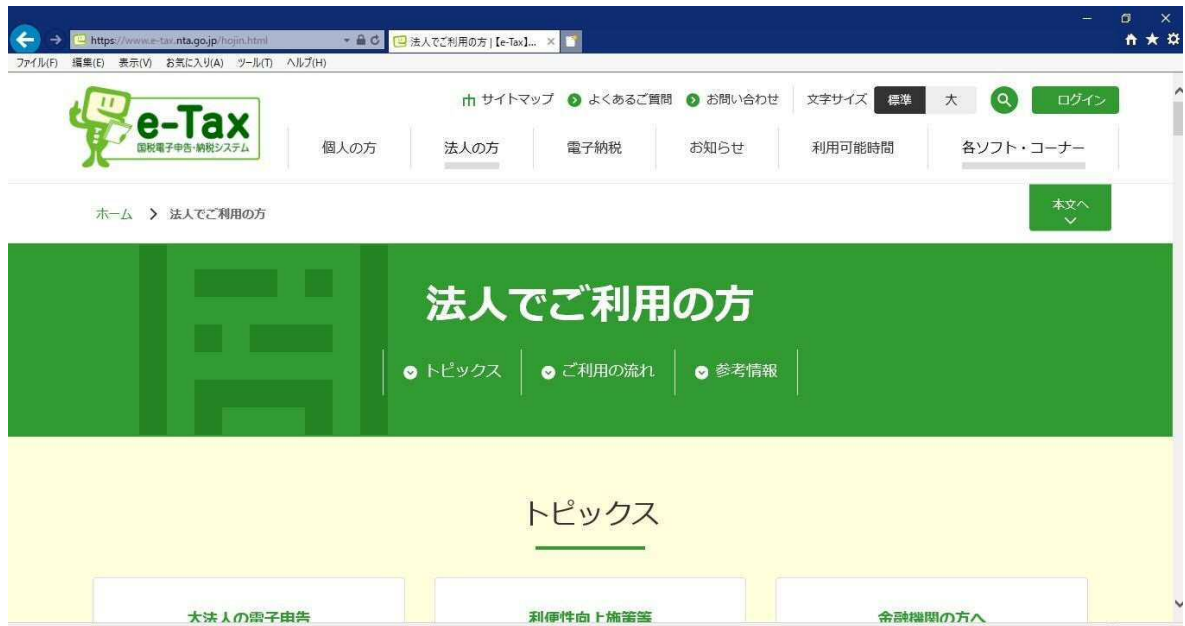 https://www.e-tax.nta.go.jp/hojin.html
法人でご利用の方 | 【e-Tax】...
ファイル(F) 編集(E) 表示(V) お気に入り(A) ツール(T) ヘルプ(H)
サイトマップ よくあるご質問 お問い合わせ 文字サイズ 標準 大 ログイン
e-Tax
国税電子申告・納税システム
個人の方 法人の方 電子納税 お知らせ 利用可能時間 各ソフト・コーナー
ホーム 法人でご利用の方
本文へ
法人でご利用の方
トピックス ご利用の流れ 参考情報
トピックス
大法人の電子申告 利便性向上施策等 金融機関の方へ